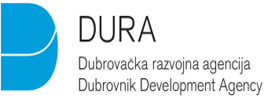 DURA
Dubrovačka razvojna agencija
Dubrovnik Development Agency